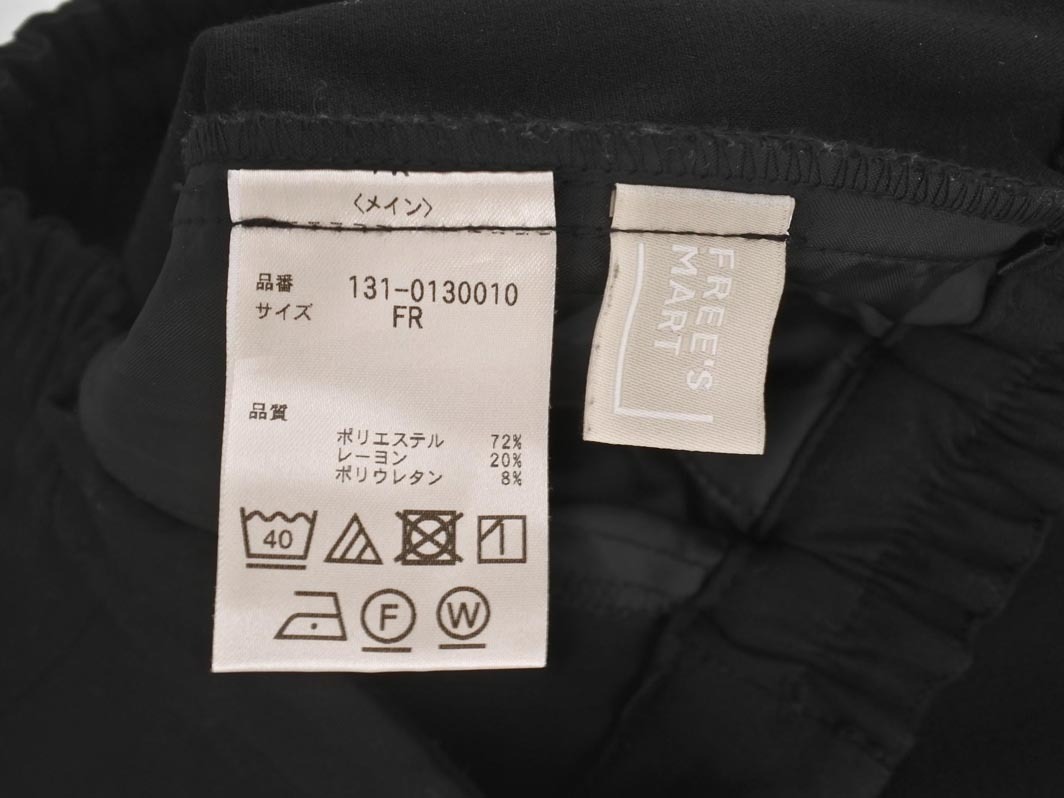 〈メイン〉
品番 131-0130010
サイズ FR
品質
ポリエステル 72%
レーヨン 20%
ポリウレタン 8%
40
F W
FREE'S
MART